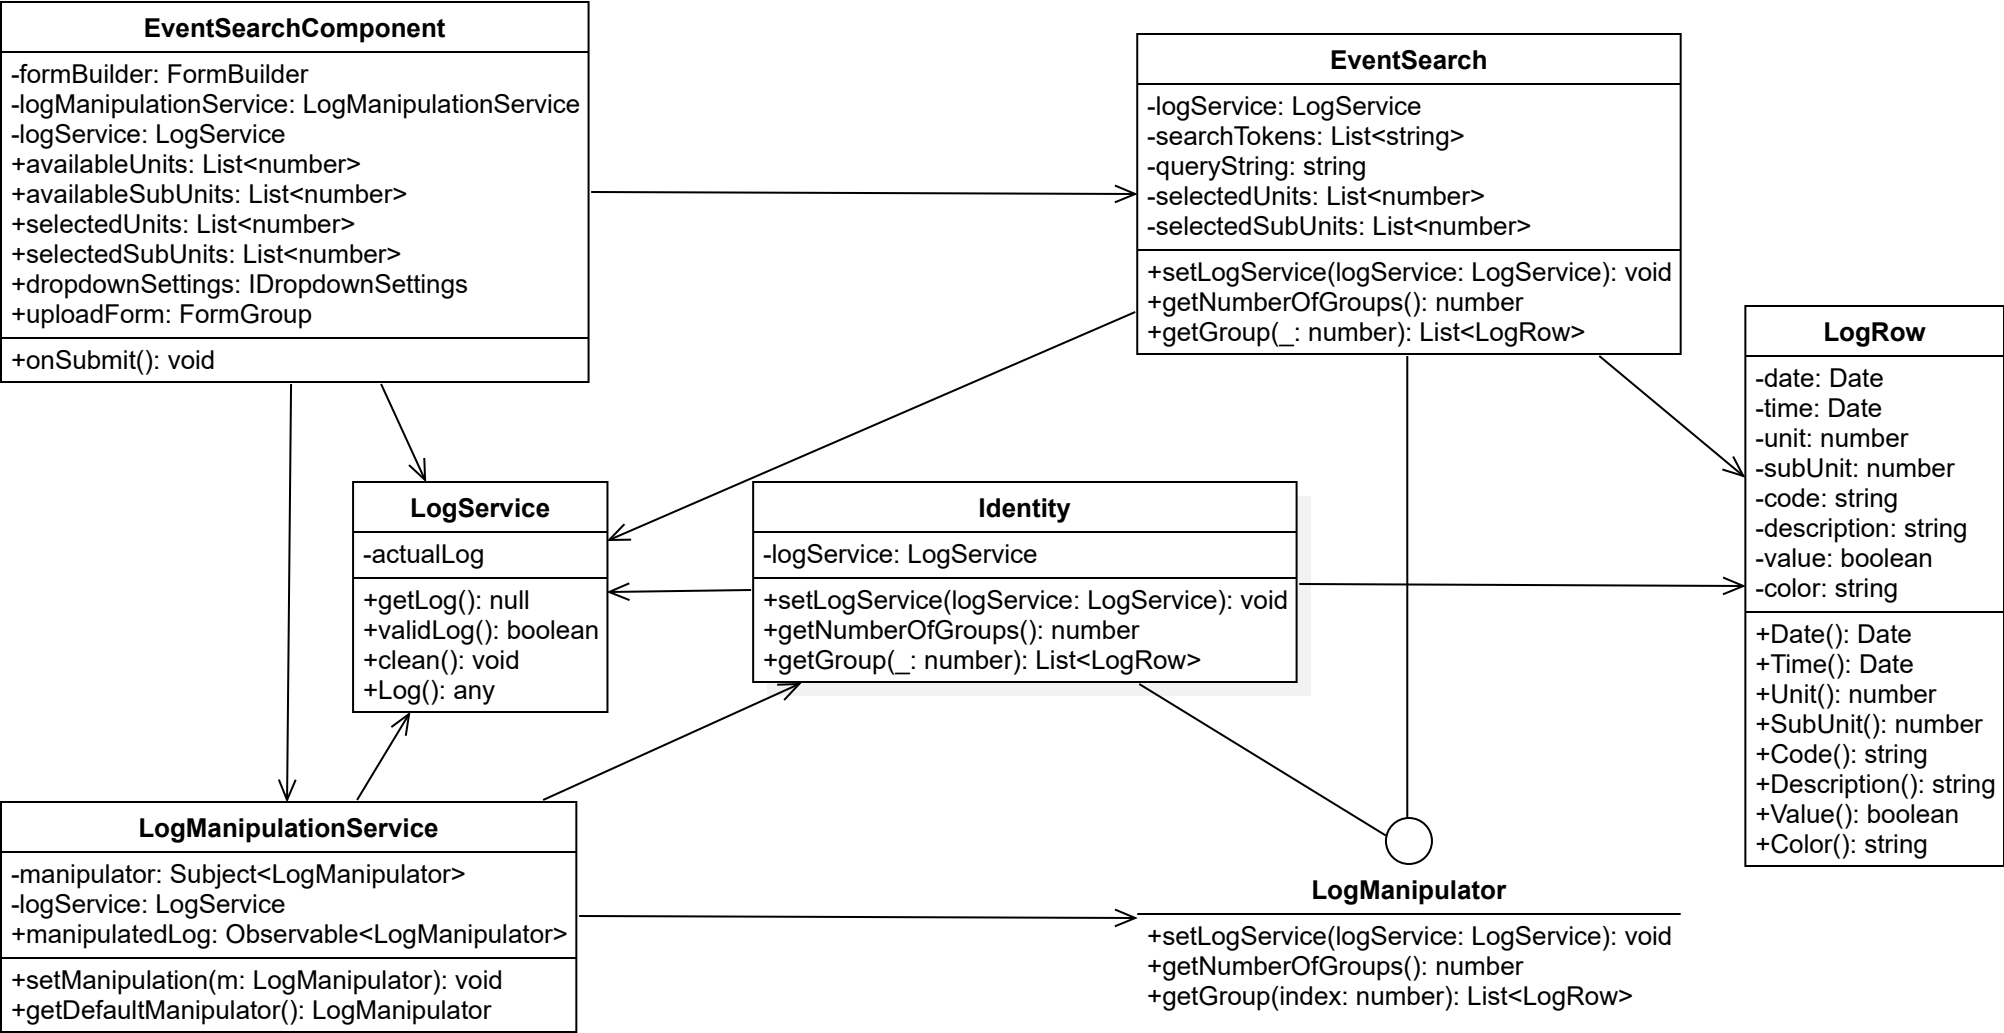 EventSearchComponent
-formBuilder: FormBuilder
-logManipulationService: LogManipulationService
-logService: LogService
+availableUnits: List<number>
+availableSubUnits: List<number>
+selectedUnits: List<number>
+selectedSubUnits: List<number>
+dropdownSettings: IDropdownSettings
+uploadForm: FormGroup
+onSubmit(): void
EventSearch
-logService: LogService
-searchTokens: List<string>
-queryString: string
-selectedUnits: List<number>
-selectedSubUnits: List<number>
+setLogService(logService: LogService): void
+getNumberOfGroups(): number
+getGroup(_: number): List<LogRow>
LogRow
-date: Date
-time: Date
-unit: number
-subUnit: number
-code: string
-description: string
-value: boolean
-color: string
+Date(): Date
+Time(): Date
+Unit(): number
+SubUnit(): number
+Code(): string
+Description(): string
+Value(): boolean
+Color(): string
LogService
-actualLog
+getLog(): null
+validLog(): boolean
+clean(): void
+Log(): any
Identity
-logService: LogService
+setLogService(logService: LogService): void
+getNumberOfGroups(): number
+getGroup(_: number): List<LogRow>
LogManipulationService
-manipulator: Subject<LogManipulator>
-logService: LogService
+manipulatedLog: Observable<LogManipulator>
+setManipulation(m: LogManipulator): void
+getDefaultManipulator(): LogManipulator
LogManipulator
+setLogService(logService: LogService): void
+getNumberOfGroups(): number
+getGroup(index: number): List<LogRow>